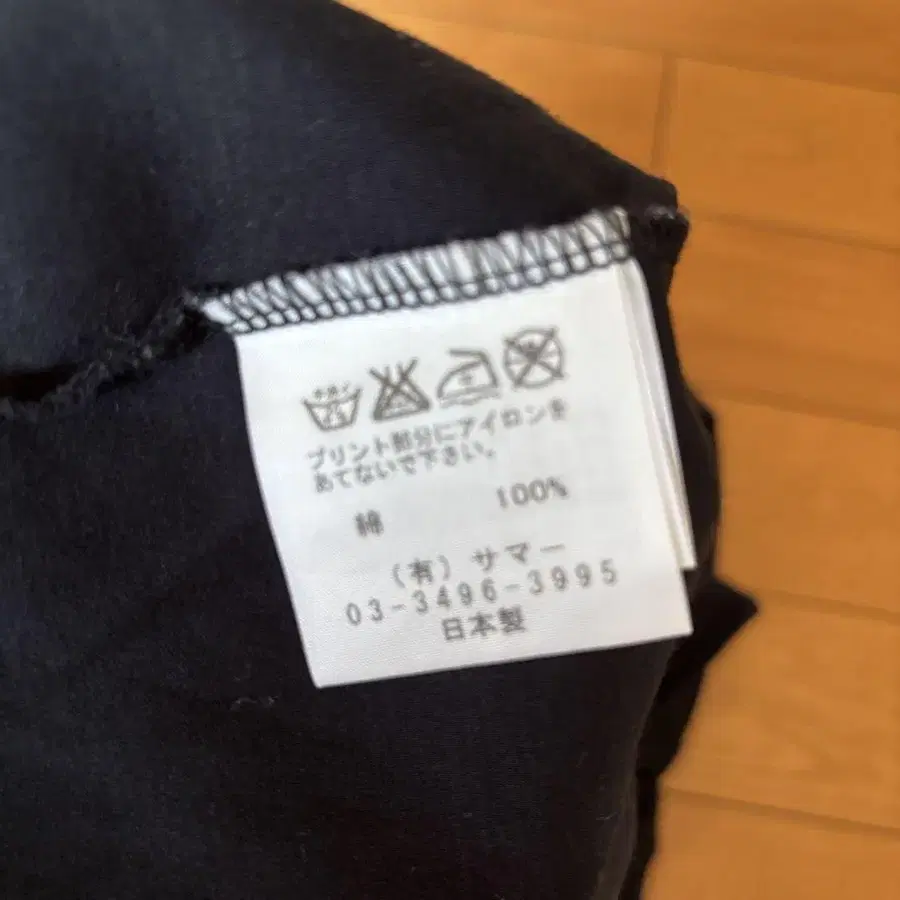 プリント部分にアイロンを
あてないで下さい。
綿 100%
(有)サマー
03-3496-3995
日本製